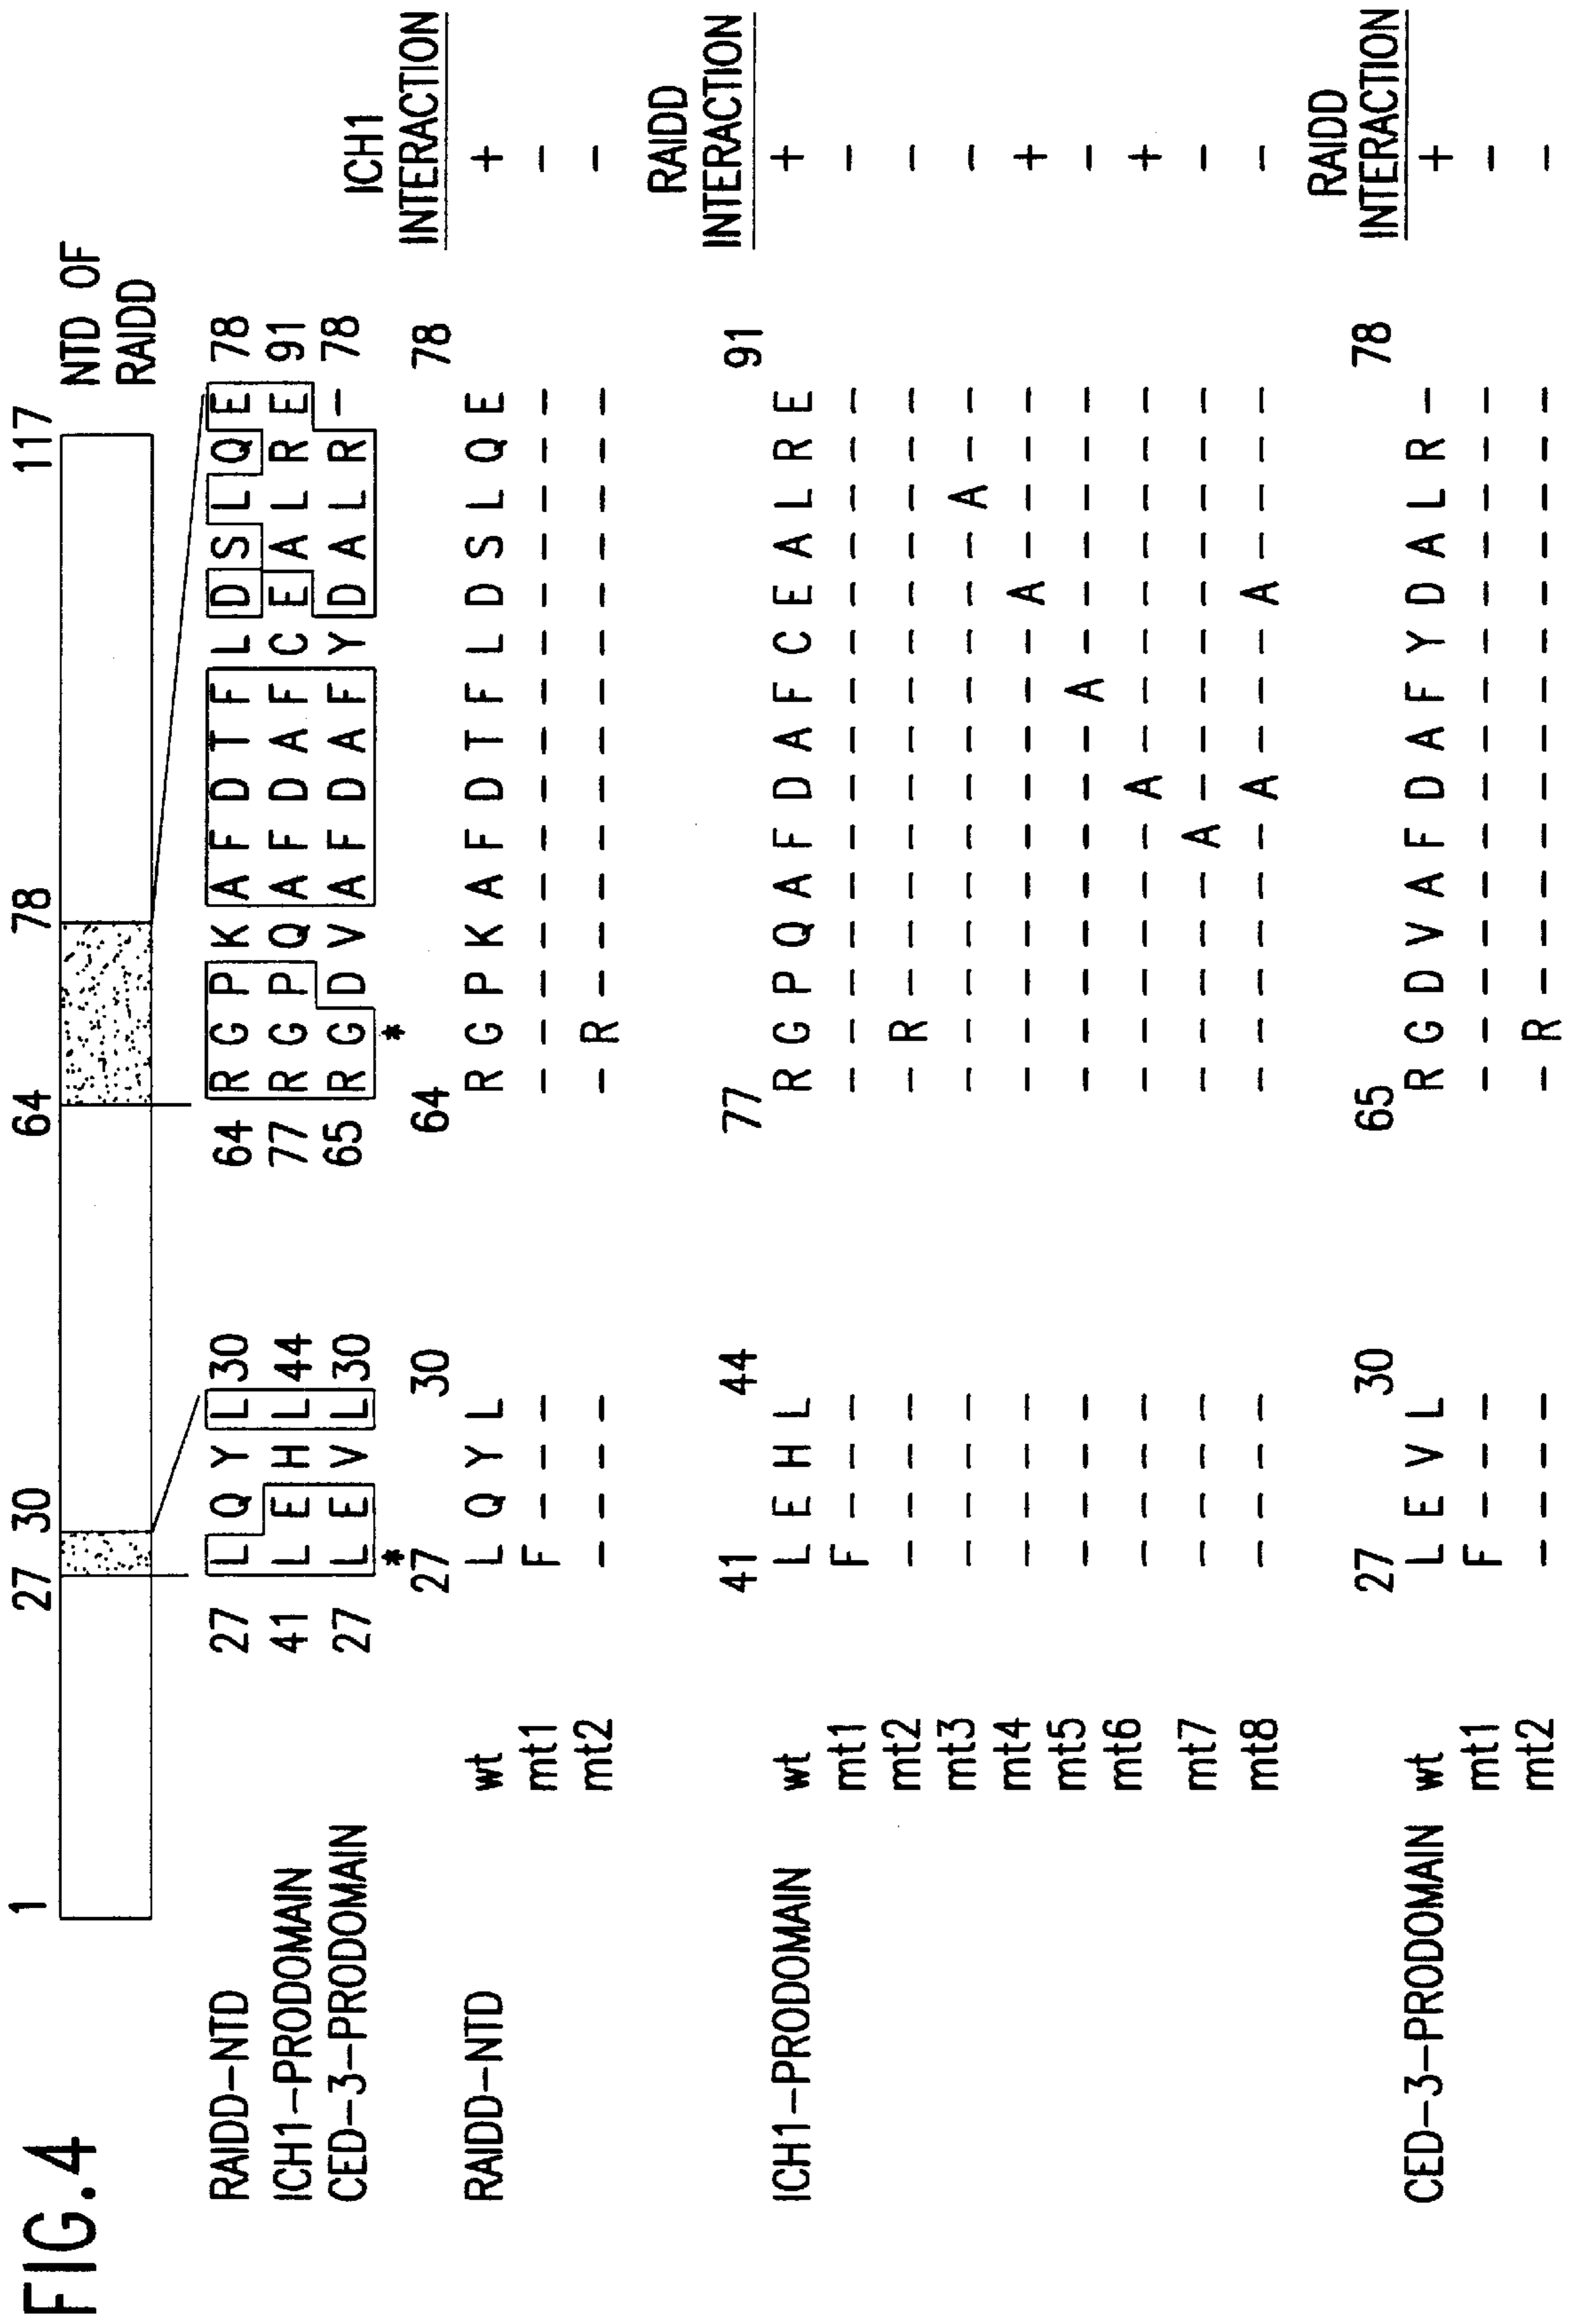 FIG.4
1 27 30 64 78 117
NTD OF
RAIDD
RAIDD-NTD 27 L Q Y L 30 64 R G P K A F D T F L D S L Q E 78
ICH1-PRODOMAIN 41 L E H L 44 77 R G P Q A F D A F C E A L R E 91
CED-3-PRODOMAIN 27 L E V L 30 65 R G D V A F D A F Y D A L R - 78
* *
ICH1
27 30 64 78 INTERACTION
RAIDD-NTD wt L Q Y L R G P K A F D T F L D S L Q E +
mt1 F - - - - - - - - - - - - - - - - - - -
mt2 - - - - - R - - - - - - - - - - - - - -
RAIDD
41 44 77 91 INTERACTION
ICH1-PRODOMAIN wt L E H L R G P Q A F D A F C E A L R E +
mt1 F - - - - - - - - - - - - - - - - - - -
mt2 - - - - - R - - - - - - - - - - - - - -
mt3 - - - - - - - - - - - - - - - - A - - -
mt4 - - - - - - - - - - - - - - A - - - - +
mt5 - - - - - - - - - - - - A - - - - - - -
mt6 - - - - - - - - - - A - - - - - - - - +
mt7 - - - - - - - - - A - - - - - - - - - -
mt8 - - - - - - - - - - A - - - A - - - - -
RAIDD
27 30 65 78 INTERACTION
CED-3-PRODOMAIN wt L E V L R G D V A F D A F Y D A L R - +
mt1 F - - - - - - - - - - - - - - - - - - -
mt2 - - - - - R - - - - - - - - - - - - - -